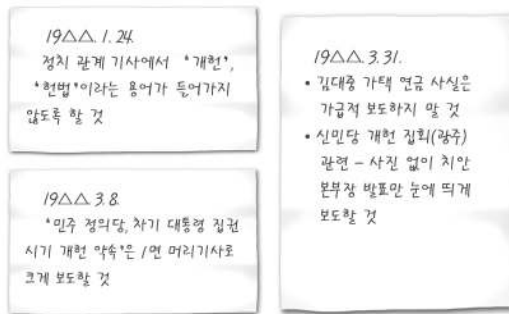 19△△. 1. 24.
정치 관계 기사에서 "개헌",
"헌법"이라는 용어가 들어가지
않도록 할 것
19△△. 3. 8.
"민주 정의당, 차기 대통령 집권
시기 개헌 약속"은 1면 머리기사로
크게 보도할 것
19△△. 3. 31.
• 김대중 가택 연금 사실은
가급적 보도하지 말 것
• 신민당 개헌 집회(광주)
관련 - 사진 없이 치안
본부장 발표만 눈에 띄게
보도할 것